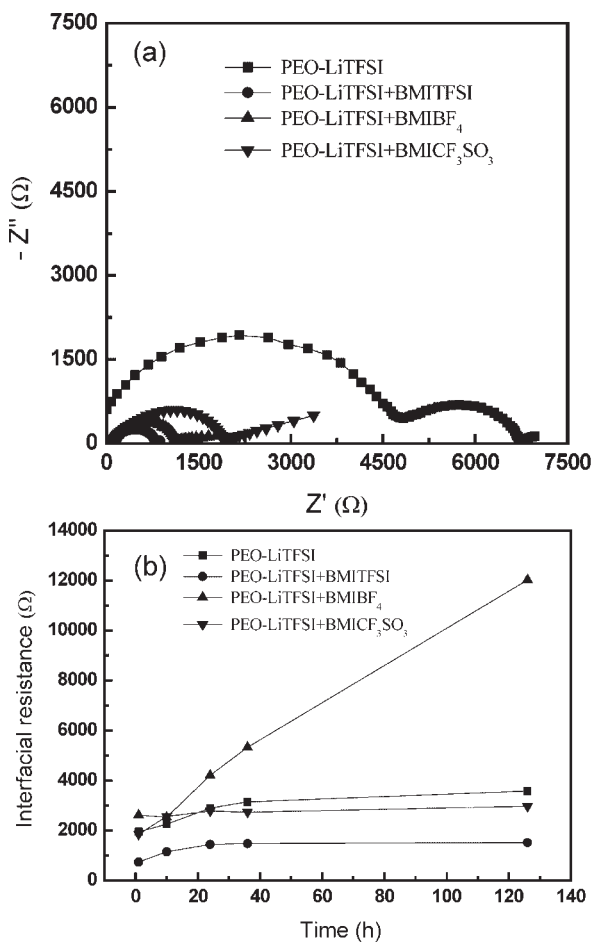 7500
(a)
PEO-LiTFSI
PEO-LiTFSI+BMITFSI
PEO-LiTFSI+BMIBF₄
PEO-LiTFSI+BMICF₃SO₃
6000
4500
3000
1500
0
- Z'' (Ω)
0 1500 3000 4500 6000 7500
Z' (Ω)
14000
(b)
PEO-LiTFSI
PEO-LiTFSI+BMITFSI
PEO-LiTFSI+BMIBF₄
PEO-LiTFSI+BMICF₃SO₃
12000
10000
8000
6000
4000
2000
0
Interfacial resistance (Ω)
0 20 40 60 80 100 120 140
Time (h)